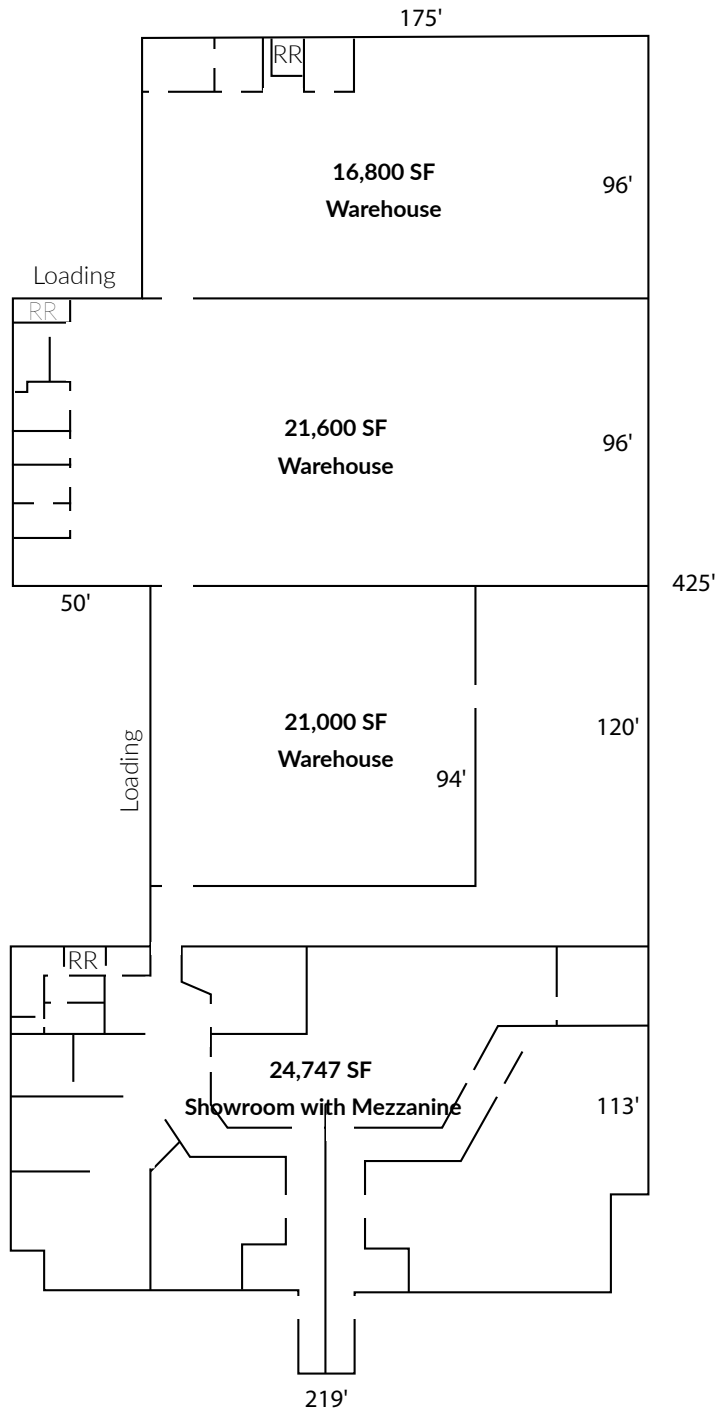 175'
RR
16,800 SF
Warehouse
96'
Loading
RR
21,600 SF
Warehouse
96'
425'
50'
21,000 SF
Warehouse
120'
Loading
94'
RR
24,747 SF
Showroom with Mezzanine
113'
219'